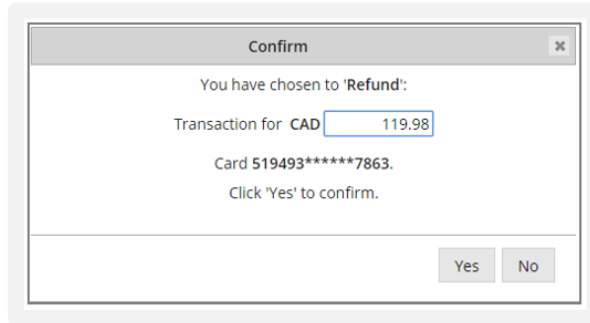 Confirm
You have chosen to 'Refund':
Transaction for CAD 119.98
Card 519493******7863.
Click 'Yes' to confirm.
Yes No